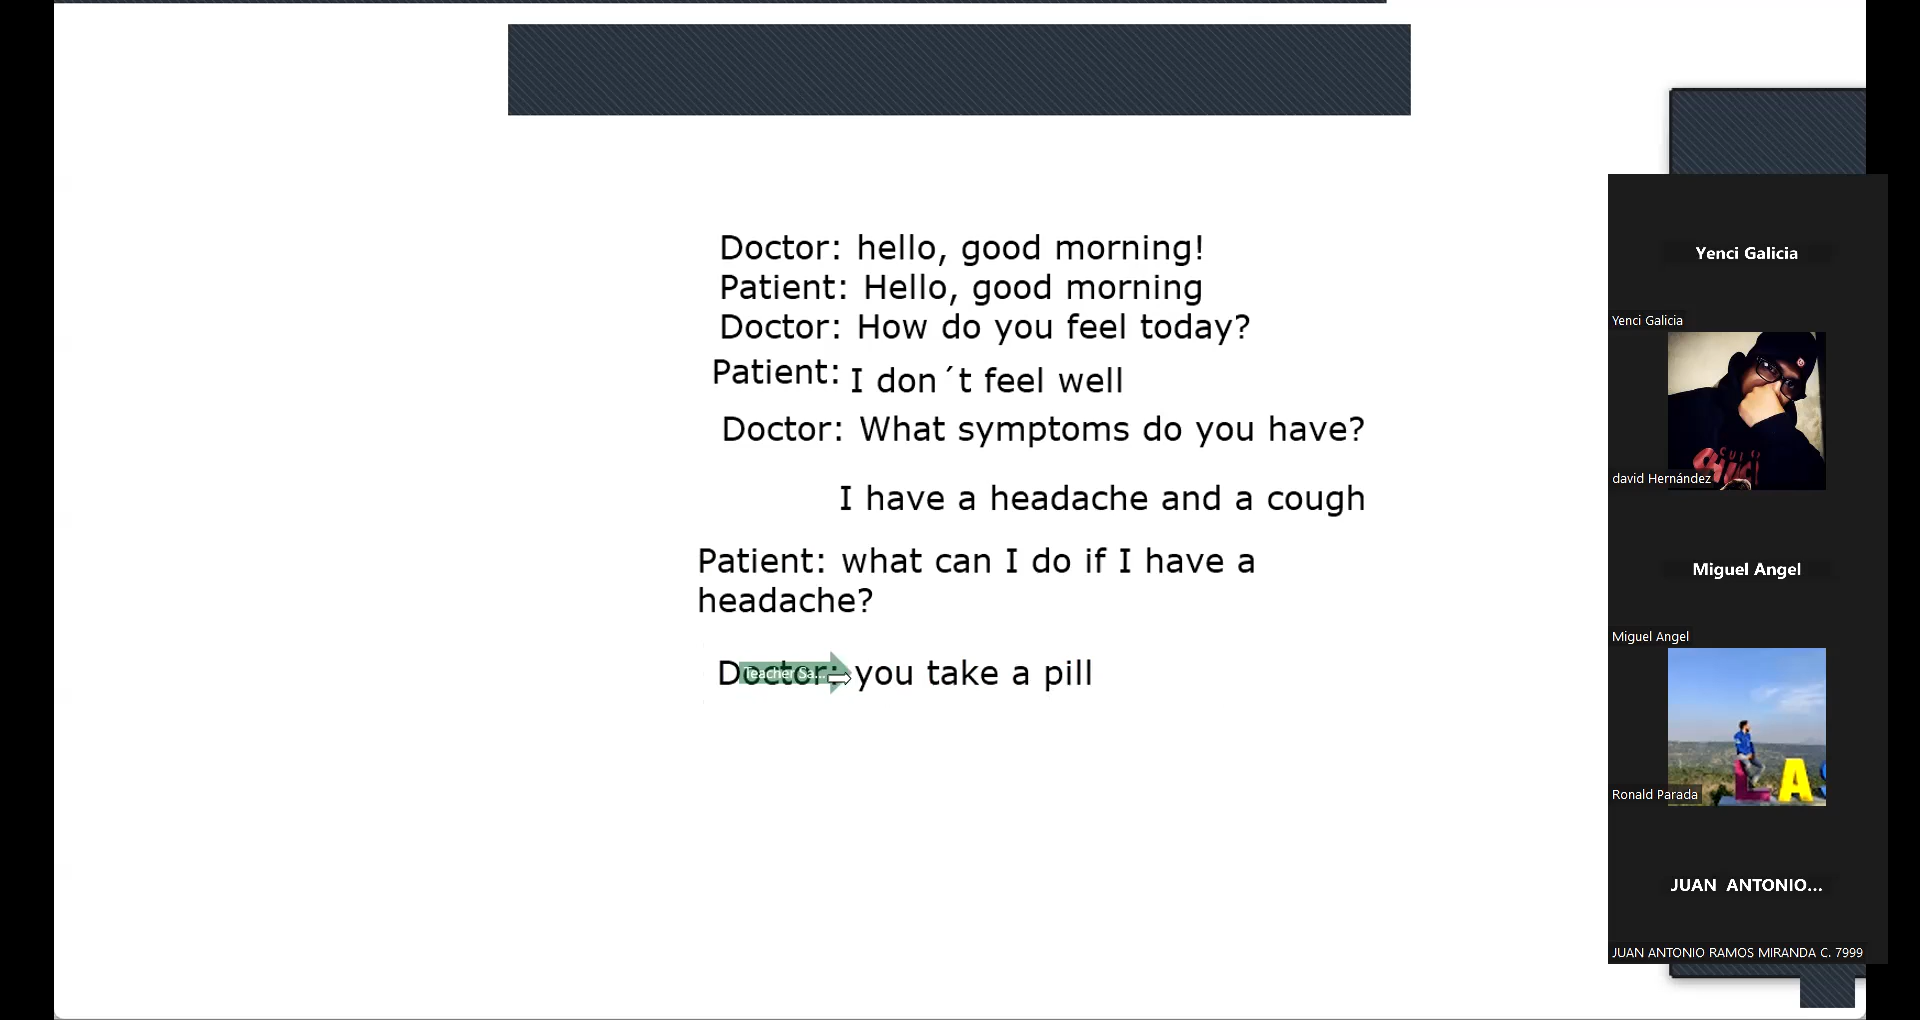 Doctor: hello, good morning!
Patient: Hello, good morning
Doctor: How do you feel today?
Patient: I don´t feel well
Doctor: What symptoms do you have?
I have a headache and a cough
Patient: what can I do if I have a
headache?
Doctor: you take a pill
Teacher Sa...
Yenci Galicia
Yenci Galicia
david Hernández
Miguel Angel
Miguel Angel
Ronald Parada
JUAN ANTONIO...
JUAN ANTONIO RAMOS MIRANDA C. 7999